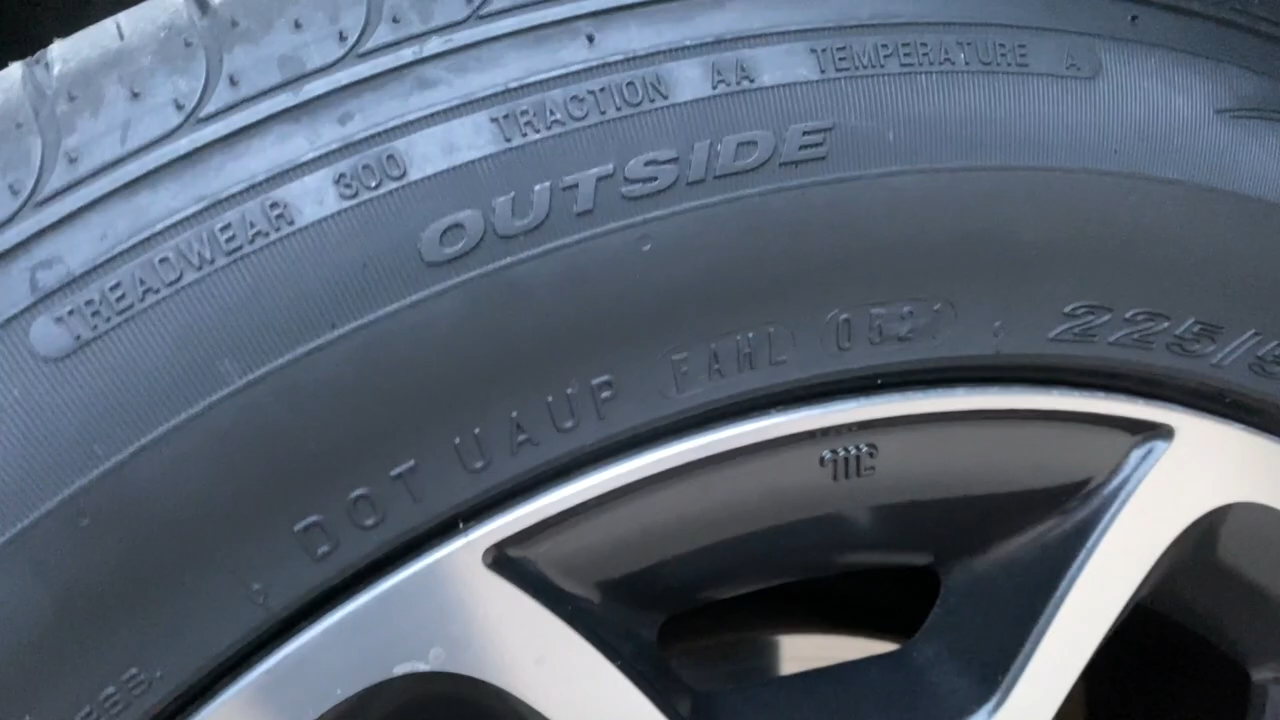 TREADWEAR 300 TRACTION AA TEMPERATURE A
OUTSIDE
DOT UAUP FAHL 0521 225/5